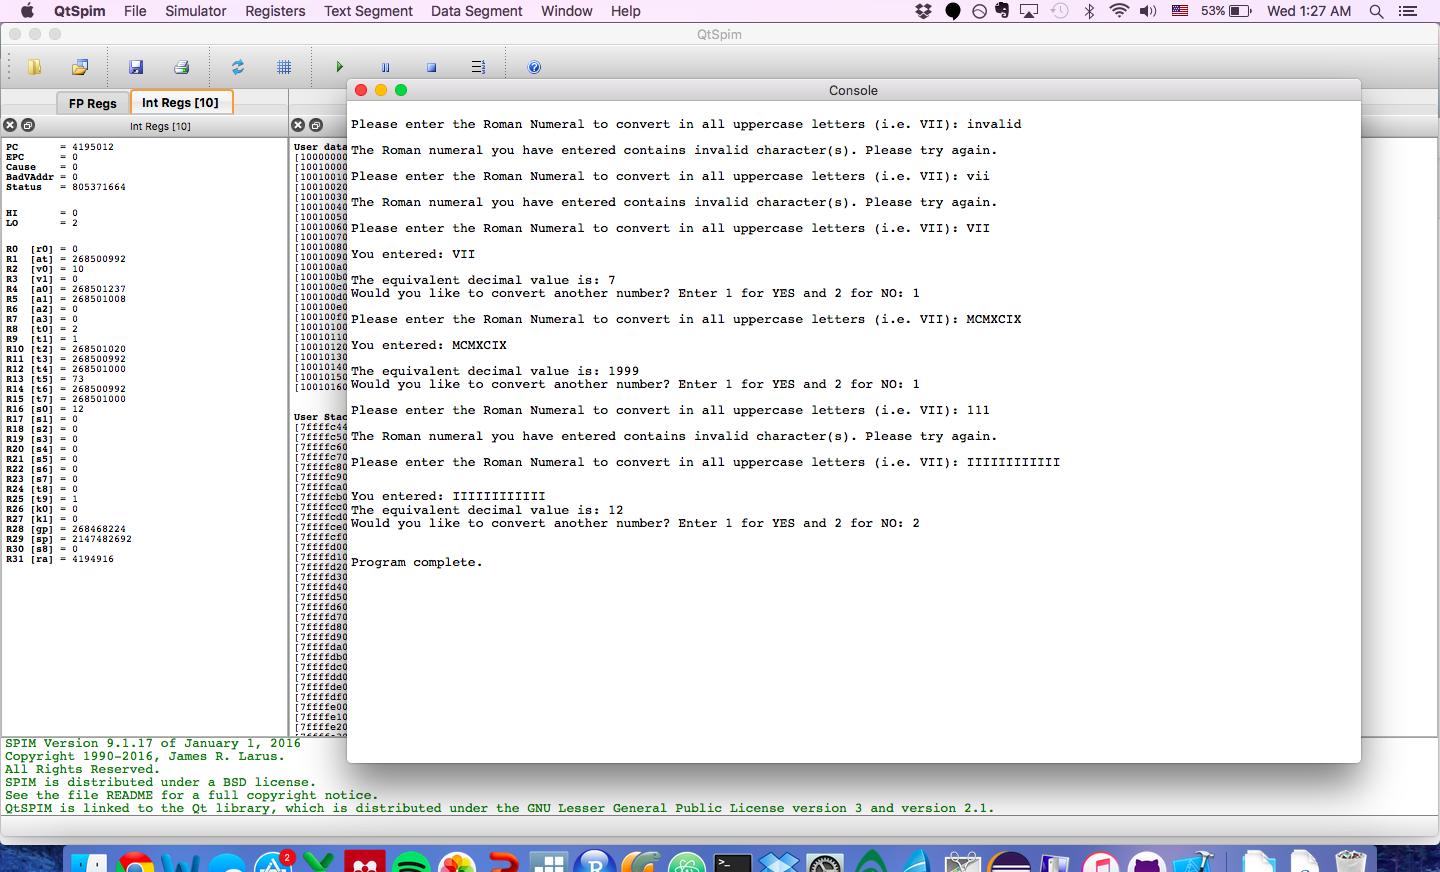 QtSpim File Simulator Registers Text Segment Data Segment Window Help 53% Wed 1:27 AM
QtSpim
FP Regs Int Regs [10]
Int Regs [10]
PC = 4195012
EPC = 0
Cause = 0
BadVAddr = 0
Status = 805371664
HI = 0
LO = 2
R0 [r0] = 0
R1 [at] = 268500992
R2 [v0] = 10
R3 [v1] = 0
R4 [a0] = 268501237
R5 [a1] = 268501008
R6 [a2] = 0
R7 [a3] = 0
R8 [t0] = 2
R9 [t1] = 1
R10 [t2] = 268501020
R11 [t3] = 268500992
R12 [t4] = 268501000
R13 [t5] = 73
R14 [t6] = 268500992
R15 [t7] = 268501000
R16 [s0] = 12
R17 [s1] = 0
R18 [s2] = 0
R19 [s3] = 0
R20 [s4] = 0
R21 [s5] = 0
R22 [s6] = 0
R23 [s7] = 0
R24 [t8] = 0
R25 [t9] = 1
R26 [k0] = 0
R27 [k1] = 0
R28 [gp] = 268468224
R29 [sp] = 2147482692
R30 [s8] = 0
R31 [ra] = 4194916
User data
[10000000
[10010000
[10010010
[10010020
[10010030
[10010040
[10010050
[10010060
[10010070
[10010080
[10010090
[100100a0
[100100b0
[100100c0
[100100d0
[100100e0
[100100f0
[10010100
[10010110
[10010120
[10010130
[10010140
[10010150
[10010160
User Stac
[7ffffc44
[7ffffc50
[7ffffc60
[7ffffc70
[7ffffc80
[7ffffc90
[7ffffca0
[7ffffcb0
[7ffffcc0
[7ffffcd0
[7ffffce0
[7ffffcf0
[7ffffd00
[7ffffd10
[7ffffd20
[7ffffd30
[7ffffd40
[7ffffd50
[7ffffd60
[7ffffd70
[7ffffd80
[7ffffd90
[7ffffda0
[7ffffdb0
[7ffffdc0
[7ffffdd0
[7ffffde0
[7ffffdf0
[7ffffe00
[7ffffe10
[7ffffe20
Console
Please enter the Roman Numeral to convert in all uppercase letters (i.e. VII): invalid
The Roman numeral you have entered contains invalid character(s). Please try again.
Please enter the Roman Numeral to convert in all uppercase letters (i.e. VII): vii
The Roman numeral you have entered contains invalid character(s). Please try again.
Please enter the Roman Numeral to convert in all uppercase letters (i.e. VII): VII
You entered: VII
The equivalent decimal value is: 7
Would you like to convert another number? Enter 1 for YES and 2 for NO: 1
Please enter the Roman Numeral to convert in all uppercase letters (i.e. VII): MCMXCIX
You entered: MCMXCIX
The equivalent decimal value is: 1999
Would you like to convert another number? Enter 1 for YES and 2 for NO: 1
Please enter the Roman Numeral to convert in all uppercase letters (i.e. VII): 111
The Roman numeral you have entered contains invalid character(s). Please try again.
Please enter the Roman Numeral to convert in all uppercase letters (i.e. VII): IIIIIIIIIIII
You entered: IIIIIIIIIIII
The equivalent decimal value is: 12
Would you like to convert another number? Enter 1 for YES and 2 for NO: 2
Program complete.
SPIM Version 9.1.17 of January 1, 2016
Copyright 1990-2016, James R. Larus.
All Rights Reserved.
SPIM is distributed under a BSD license.
See the file README for a full copyright notice.
QtSPIM is linked to the Qt library, which is distributed under the GNU Lesser General Public License version 3 and version 2.1.
2